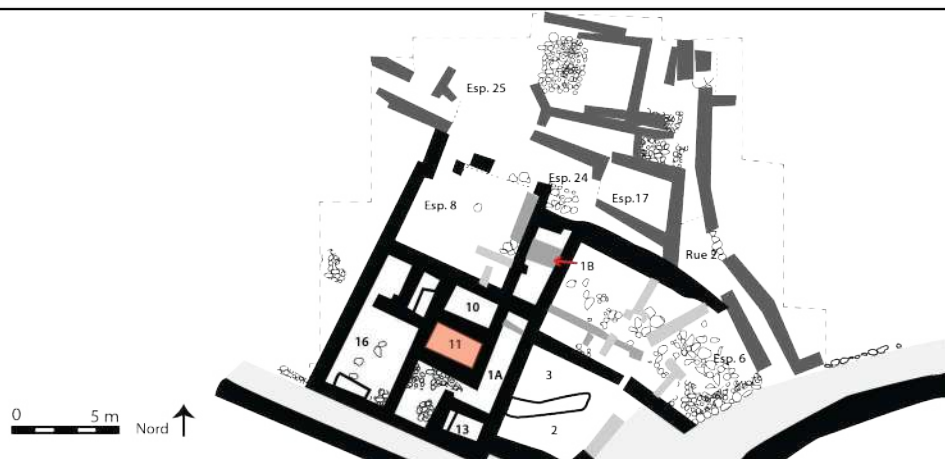 Esp. 25
Esp. 24
Esp.17
Esp. 8
Rue 2
1B
10
11
16
1A
3
Esp. 6
13
2
0 5 m
Nord